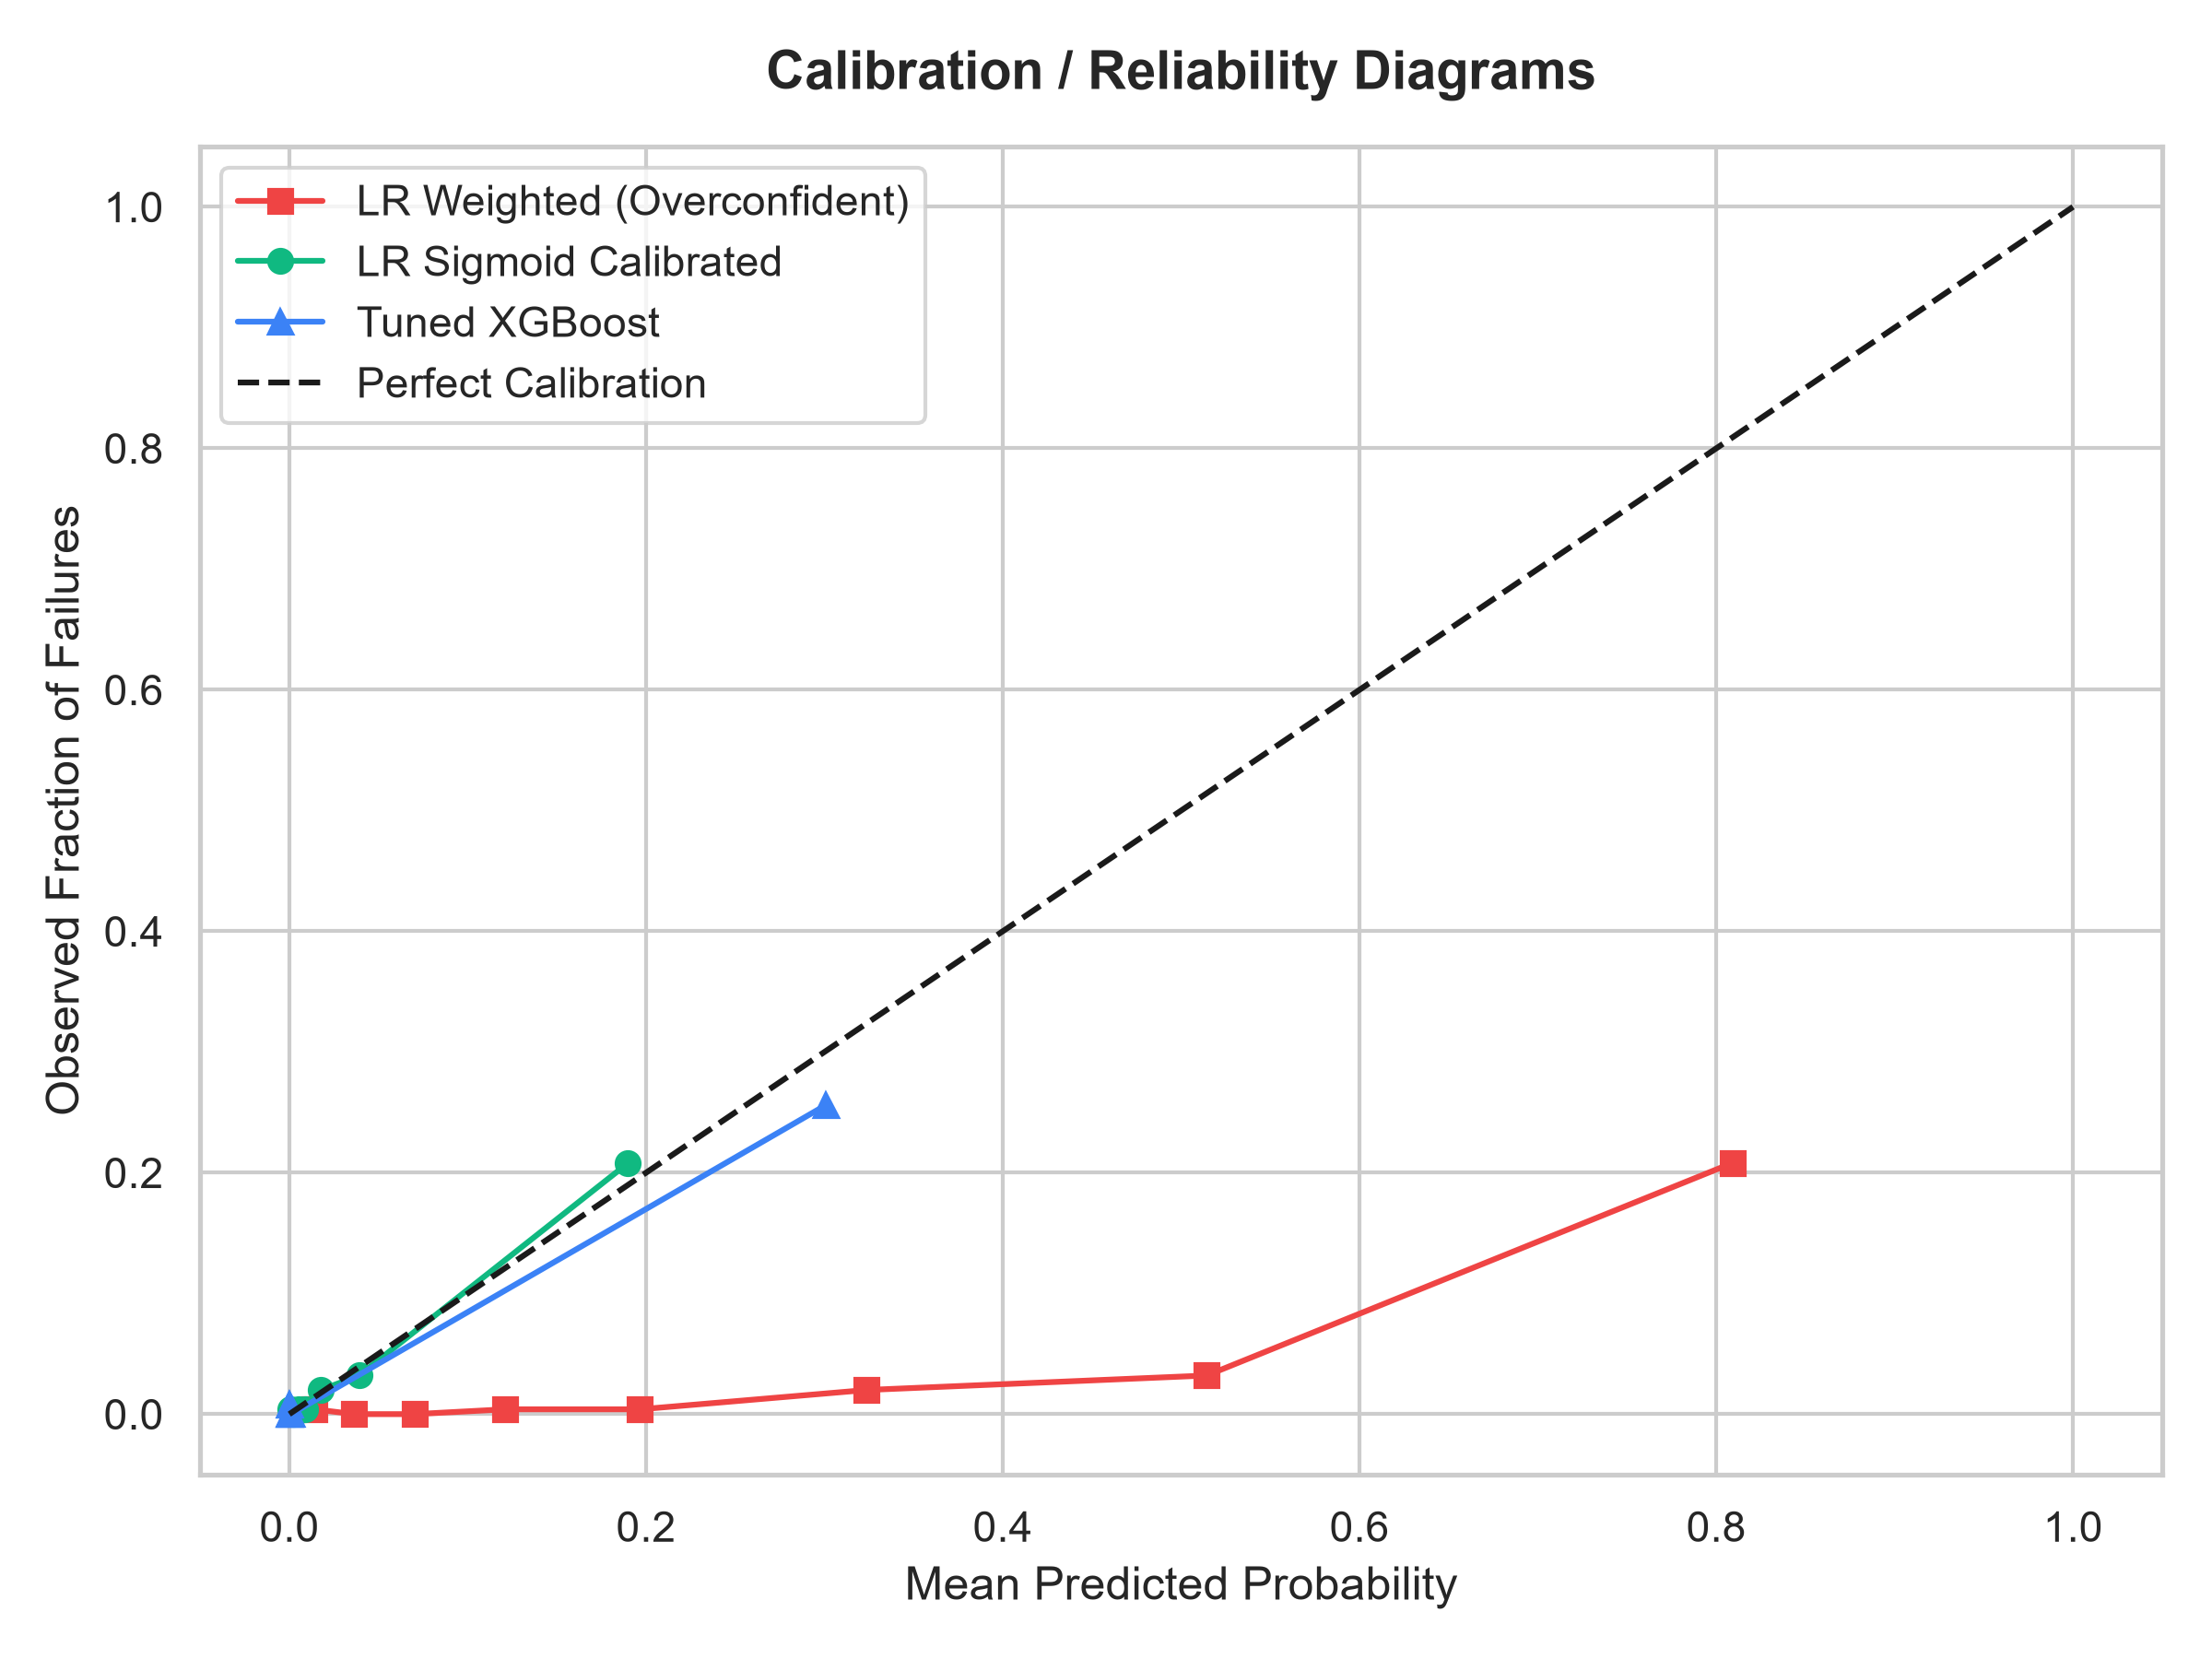 Calibration / Reliability Diagrams
LR Weighted (Overconfident)
LR Sigmoid Calibrated
Tuned XGBoost
Perfect Calibration
Observed Fraction of Failures
1.0
0.8
0.6
0.4
0.2
0.0
0.0 0.2 0.4 0.6 0.8 1.0
Mean Predicted Probability